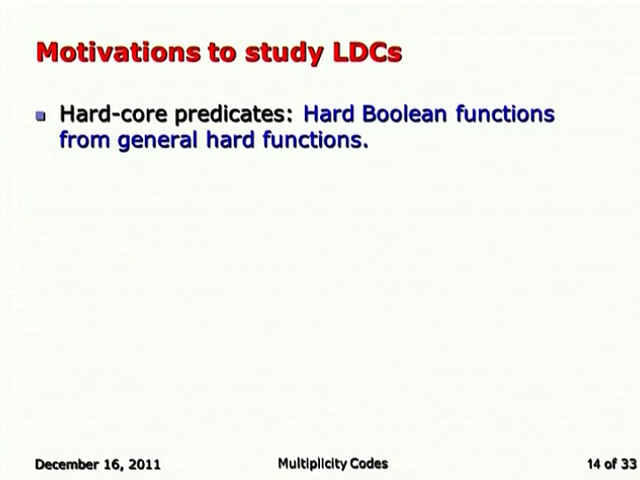 Motivations to study LDCs
Hard-core predicates: Hard Boolean functions
from general hard functions.
December 16, 2011
Multiplicity Codes
14 of 33